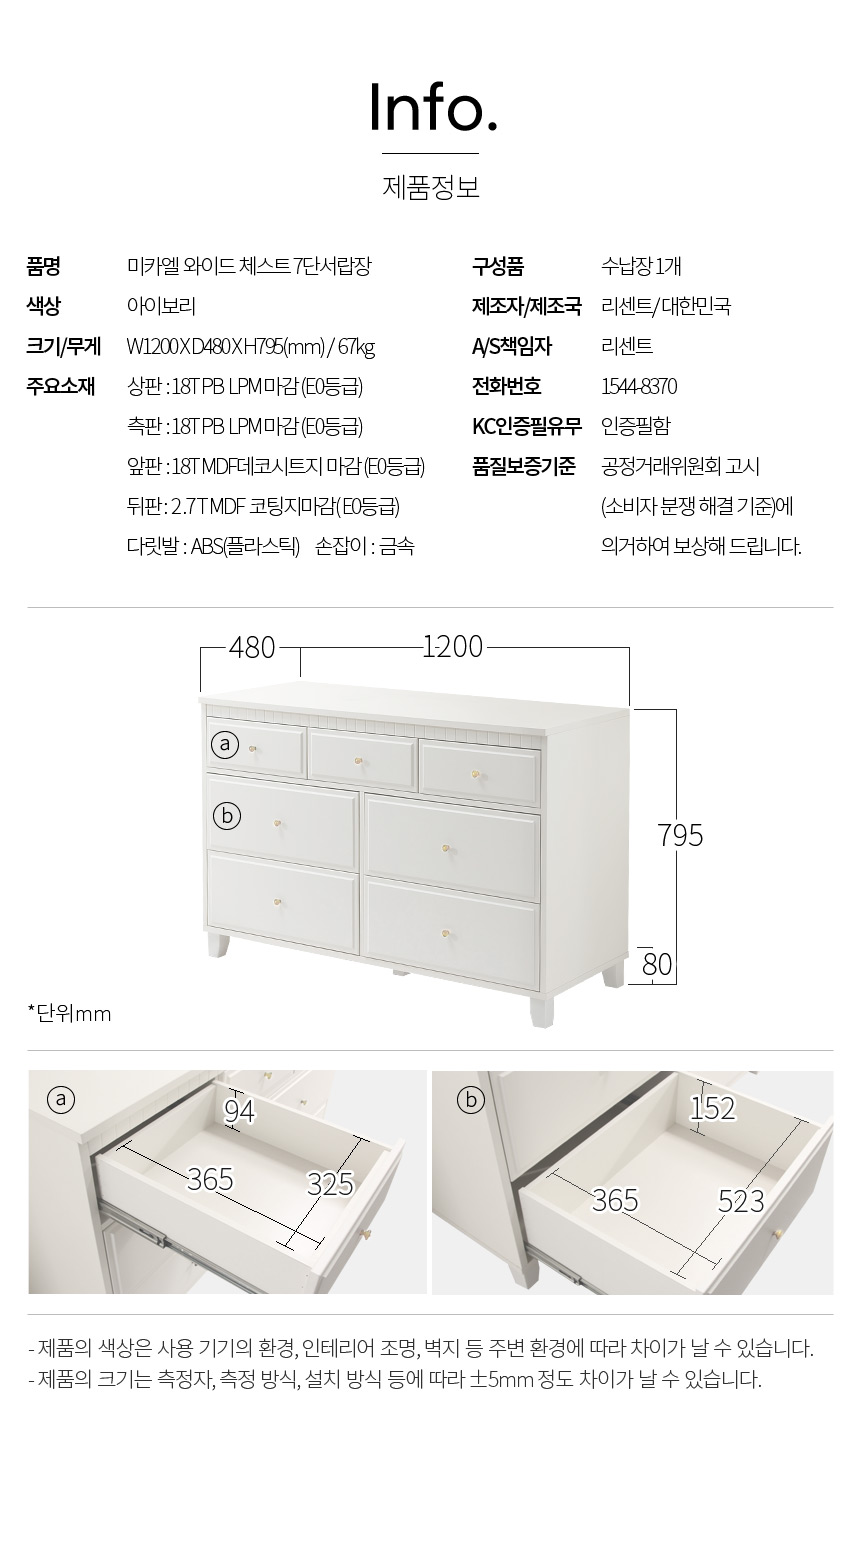 Info.
제품정보
품명 미카엘 와이드 체스트 7단서랍장
색상 아이보리
크기/무게 W1200 X D480 X H795(mm) / 67kg
주요소재 상판 : 18T PB LPM 마감 (E0등급)
측판 : 18T PB LPM 마감 (E0등급)
앞판 : 18T MDF데코시트지 마감 (E0등급)
뒤판 : 2.7T MDF 코팅지마감(E0등급)
다릿발 : ABS(플라스틱) 손잡이 : 금속
구성품 수납장 1개
제조자/제조국 리센트/대한민국
A/S책임자 리센트
전화번호 1544-8370
KC인증필유무 인증필함
품질보증기준 공정거래위원회 고시
(소비자 분쟁 해결 기준)에
의거하여 보상해 드립니다.
480
1200
ⓐ
ⓑ
795
80
*단위mm
ⓐ
94
365
325
ⓑ
152
365
523
- 제품의 색상은 사용 기기의 환경, 인테리어 조명, 벽지 등 주변 환경에 따라 차이가 날 수 있습니다.
- 제품의 크기는 측정자, 측정 방식, 설치 방식 등에 따라 ±5mm 정도 차이가 날 수 있습니다.